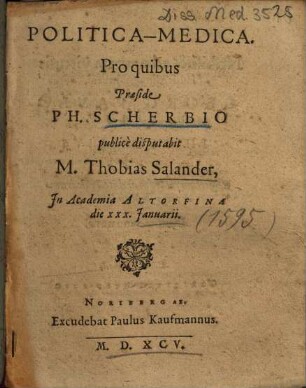 Diss Med 3525
POLITICA-MEDICA.
Pro quibus
Præside
PH. SCHERBIO
publicè disputabit
M. Thobias Salander,
In Academia ALTORFINA
die xxx. Januarii.
(1595)
NORIBERGAE,
Excudebat Paulus Kaufmannus.
M. D. XCV.